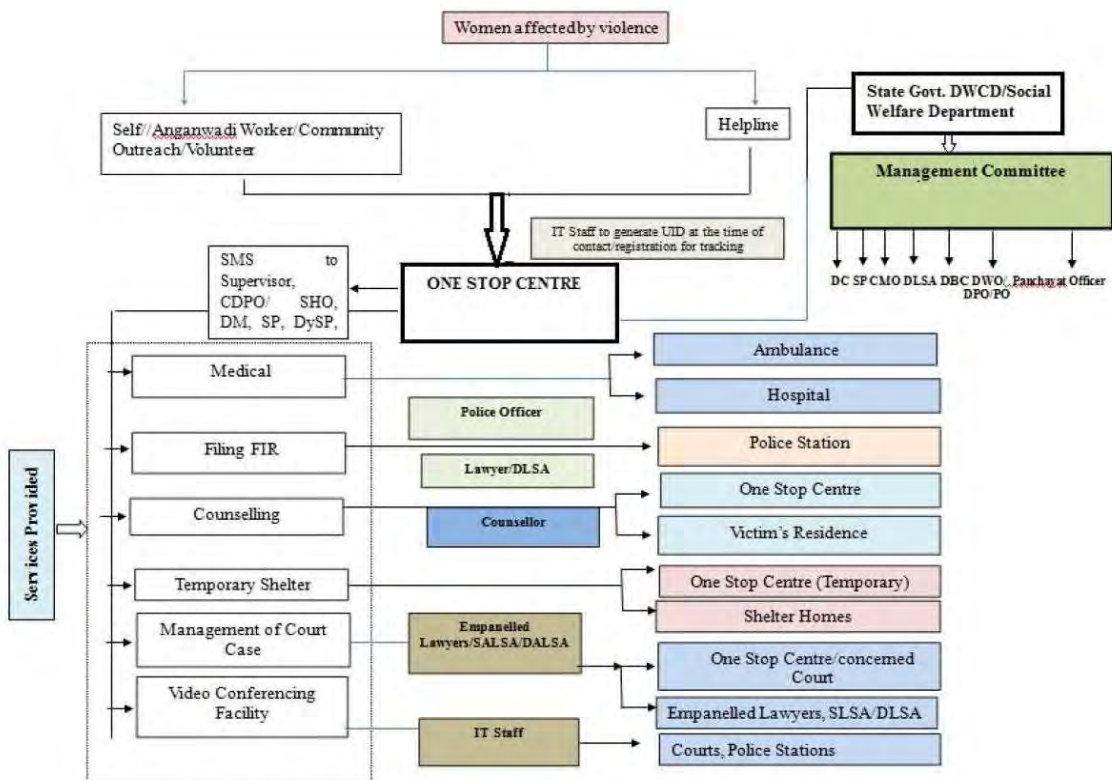 Women affected by violence
State Govt. DWCD/Social
Welfare Department
Self//Anganwadi Worker/Community
Outreach/Volunteer
Helpline
Management Committee
IT Staff to generate UID at the time of
contact/registration for tracking
SMS to
Supervisor,
CDPO/ SHO,
DM, SP, DySP,
ONE STOP CENTRE
DC SP CMO DLSA DBC DWO/. Panchayat Officer
DPO/PO
Services Provided
Medical
Ambulance
Hospital
Police Officer
Filing FIR
Police Station
Lawyer/DLSA
Counselling
One Stop Centre
Counsellor
Victim's Residence
Temporary Shelter
One Stop Centre (Temporary)
Shelter Homes
Management of Court
Case
Empanelled
Lawyers/SALSA/DALSA
One Stop Centre/concerned
Court
Video Conferencing
Facility
Empanelled Lawyers, SLSA/DLSA
IT Staff
Courts, Police Stations